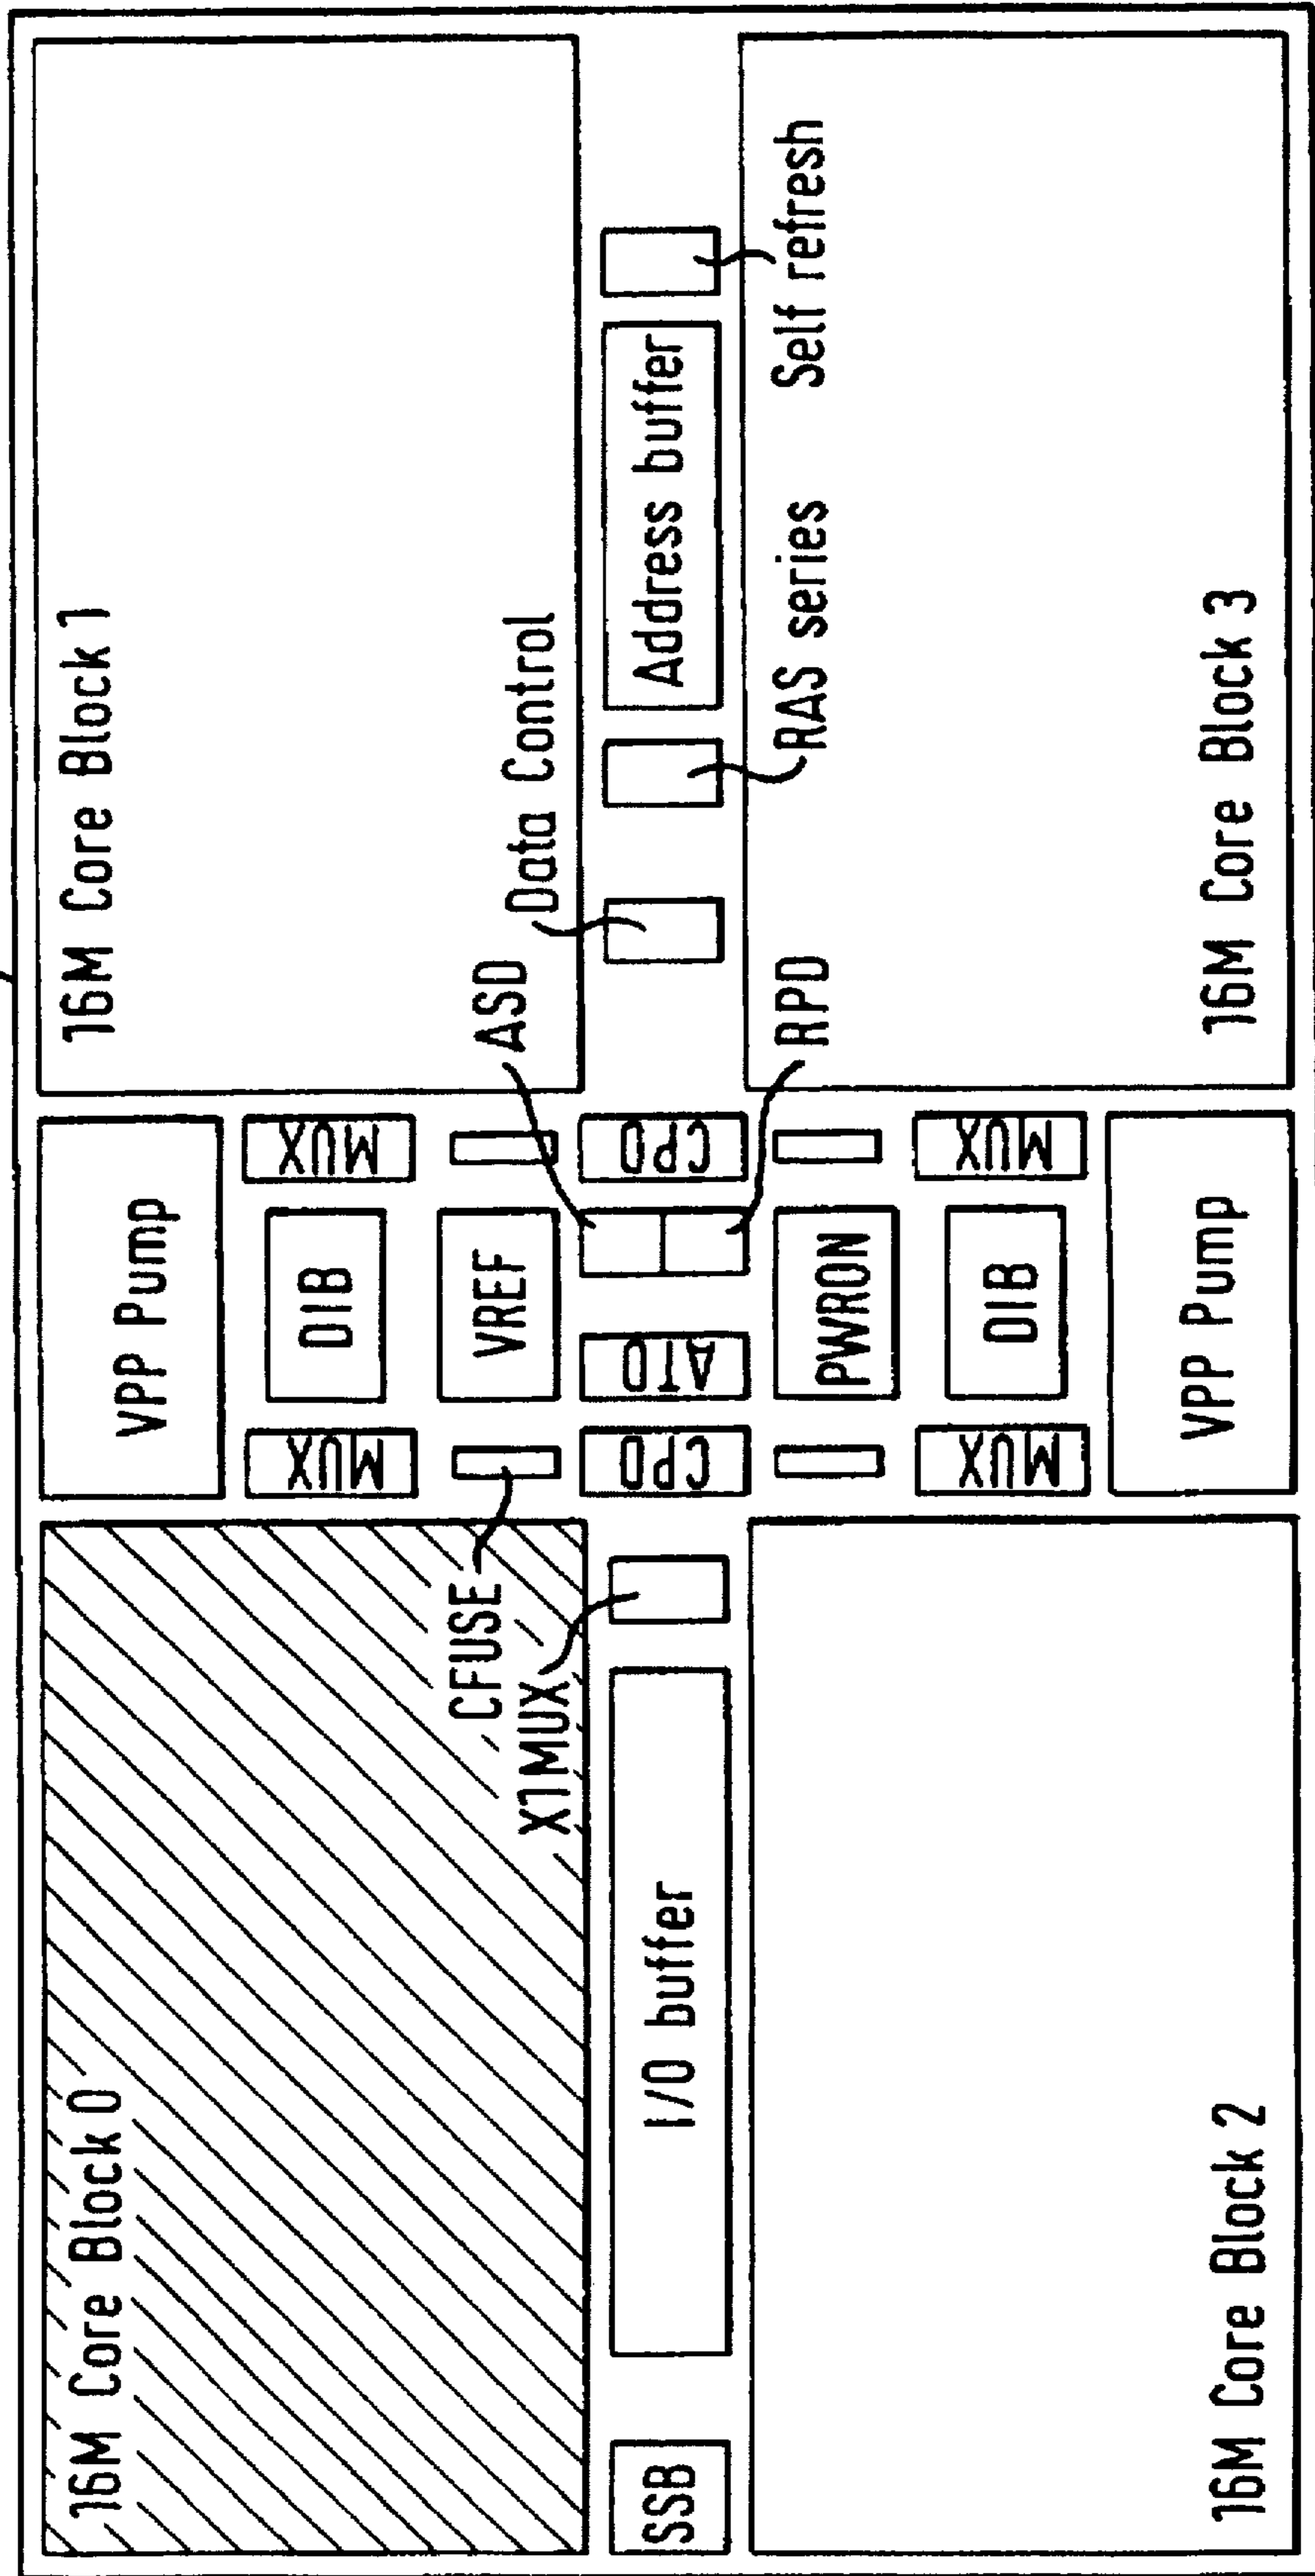 16M Core Block 0
16M Core Block 1
VPP Pump
MUX
DIB
MUX
CFUSE
VREF
ASD
X1MUX
Data Control
SSB
I/O buffer
CPD
ATD
CPD
Address buffer
RPD
RAS series
Self refresh
PWRON
MUX
DIB
MUX
VPP Pump
16M Core Block 2
16M Core Block 3